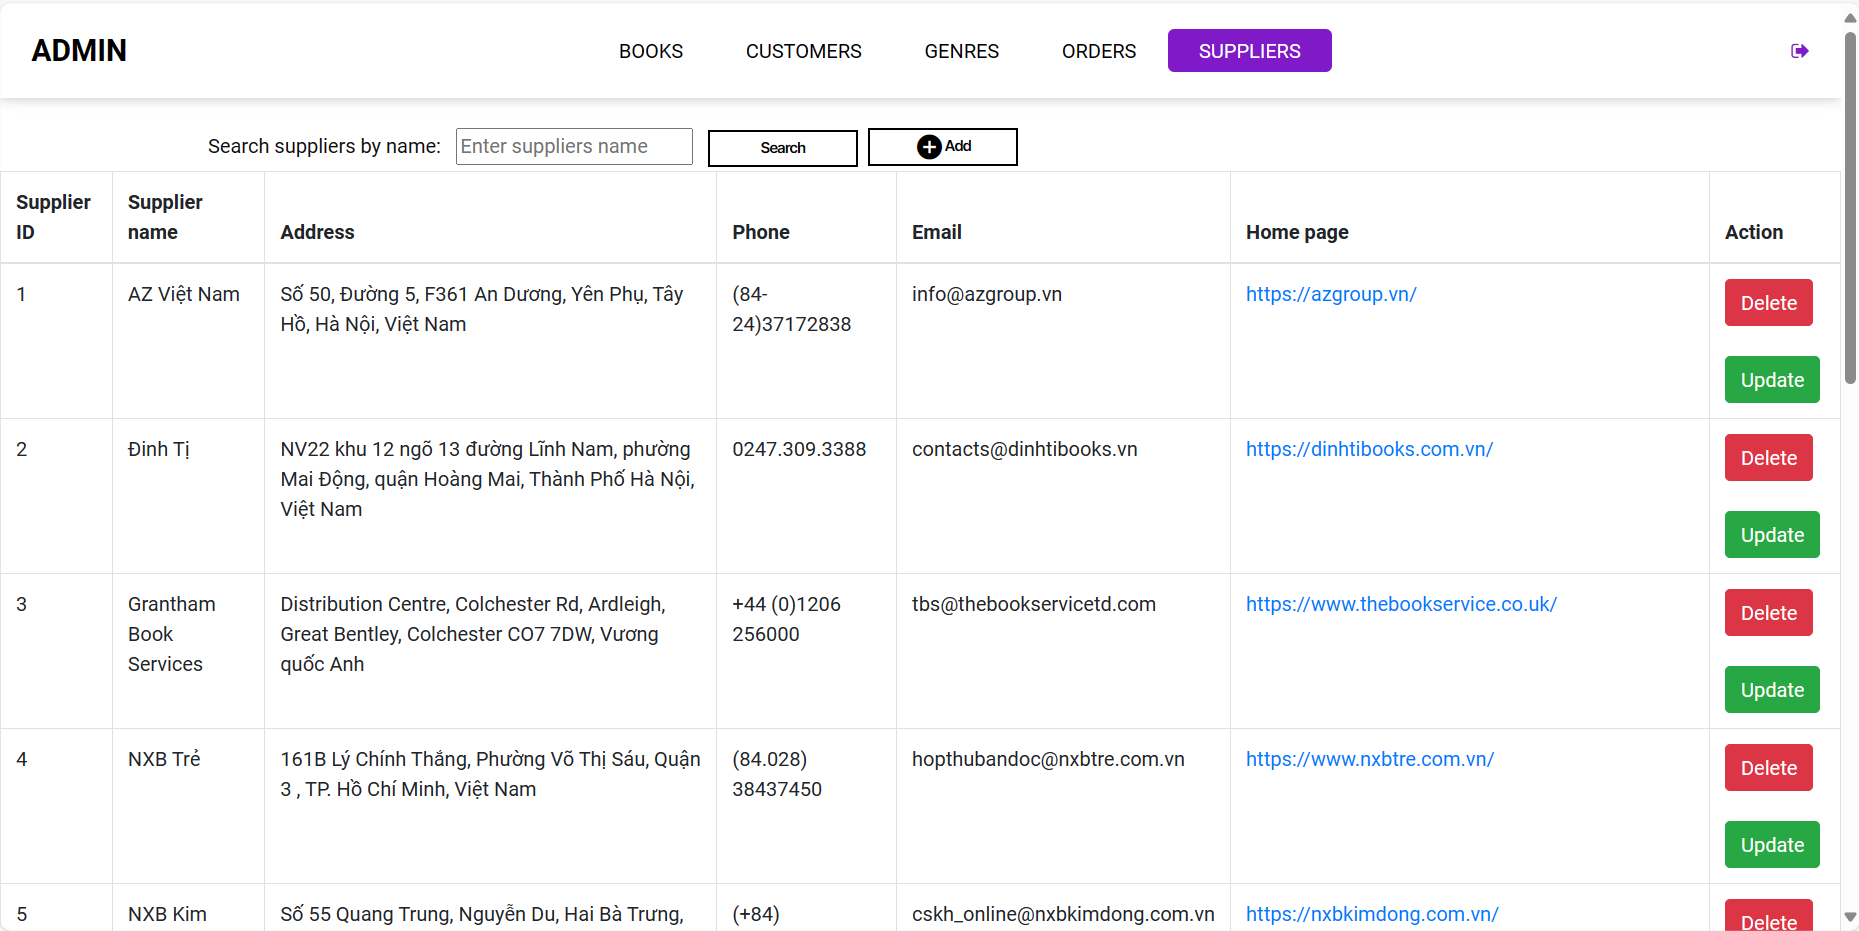 ADMIN
BOOKS
CUSTOMERS
GENRES
ORDERS
SUPPLIERS
Search suppliers by name:
Enter suppliers name
Search
Add
Supplier
ID
Supplier
name
Address
Phone
Email
Home page
Action
1
AZ Việt Nam
Số 50, Đường 5, F361 An Dương, Yên Phụ, Tây
Hồ, Hà Nội, Việt Nam
(84-
24)37172838
info@azgroup.vn
https://azgroup.vn/
Delete
Update
2
Đinh Tị
NV22 khu 12 ngõ 13 đường Lĩnh Nam, phường
Mai Động, quận Hoàng Mai, Thành Phố Hà Nội,
Việt Nam
0247.309.3388
contacts@dinhtibooks.vn
https://dinhtibooks.com.vn/
Delete
Update
3
Grantham
Book
Services
Distribution Centre, Colchester Rd, Ardleigh,
Great Bentley, Colchester CO7 7DW, Vương
quốc Anh
+44 (0)1206
256000
tbs@thebookservicetd.com
https://www.thebookservice.co.uk/
Delete
Update
4
NXB Trẻ
161B Lý Chính Thắng, Phường Võ Thị Sáu, Quận
3 , TP. Hồ Chí Minh, Việt Nam
(84.028)
38437450
hopthubandoc@nxbtre.com.vn
https://www.nxbtre.com.vn/
Delete
Update
5
NXB Kim
Số 55 Quang Trung, Nguyễn Du, Hai Bà Trưng,
(+84)
cskh_online@nxbkimdong.com.vn
https://nxbkimdong.com.vn/
Delete